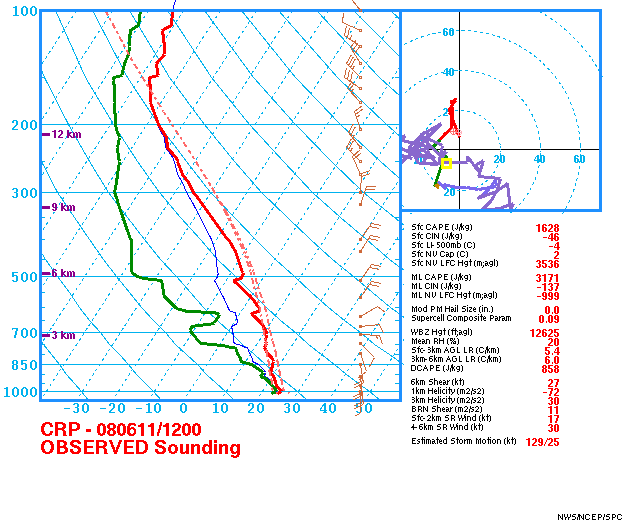 100
200
300
500
700
850
1000
12 km
9 km
6 km
3 km
-30 -20 -10 0 10 20 30 40 50
60
40
20
20 40 60
20
CRP - 080611/1200
OBSERVED Sounding
Sfc CAPE (J/kg) 1628
Sfc CIN (J/kg) -46
Sfc LI-500mb (C) -4
Sfc NV Cap (C) 2
Sfc NV LFC Hgt (m;agl) 3536
ML CAPE (J/kg) 3171
ML CIN (J/kg) -137
ML NV LFC Hgt (m;agl) -999
Mod PM Hail Size (in.) 0.0
Supercell Composite Param 0.09
WBZ Hgt (ft;agl) 12625
Mean RH (%) 20
Sfc-3km AGL LR (C/km) 5.4
3km-6km AGL LR (C/km) 6.0
DCAPE (J/kg) 858
6km Shear (kt) 27
1km Helicity (m2/s2) -72
3km Helicity (m2/s2) 30
BRN Shear (m2/s2) 11
Sfc-2km SR Wind (kt) 17
4-6km SR Wind (kt) 30
Estimated Storm Motion (kt) 129/25
NWS/NCEP/SPC